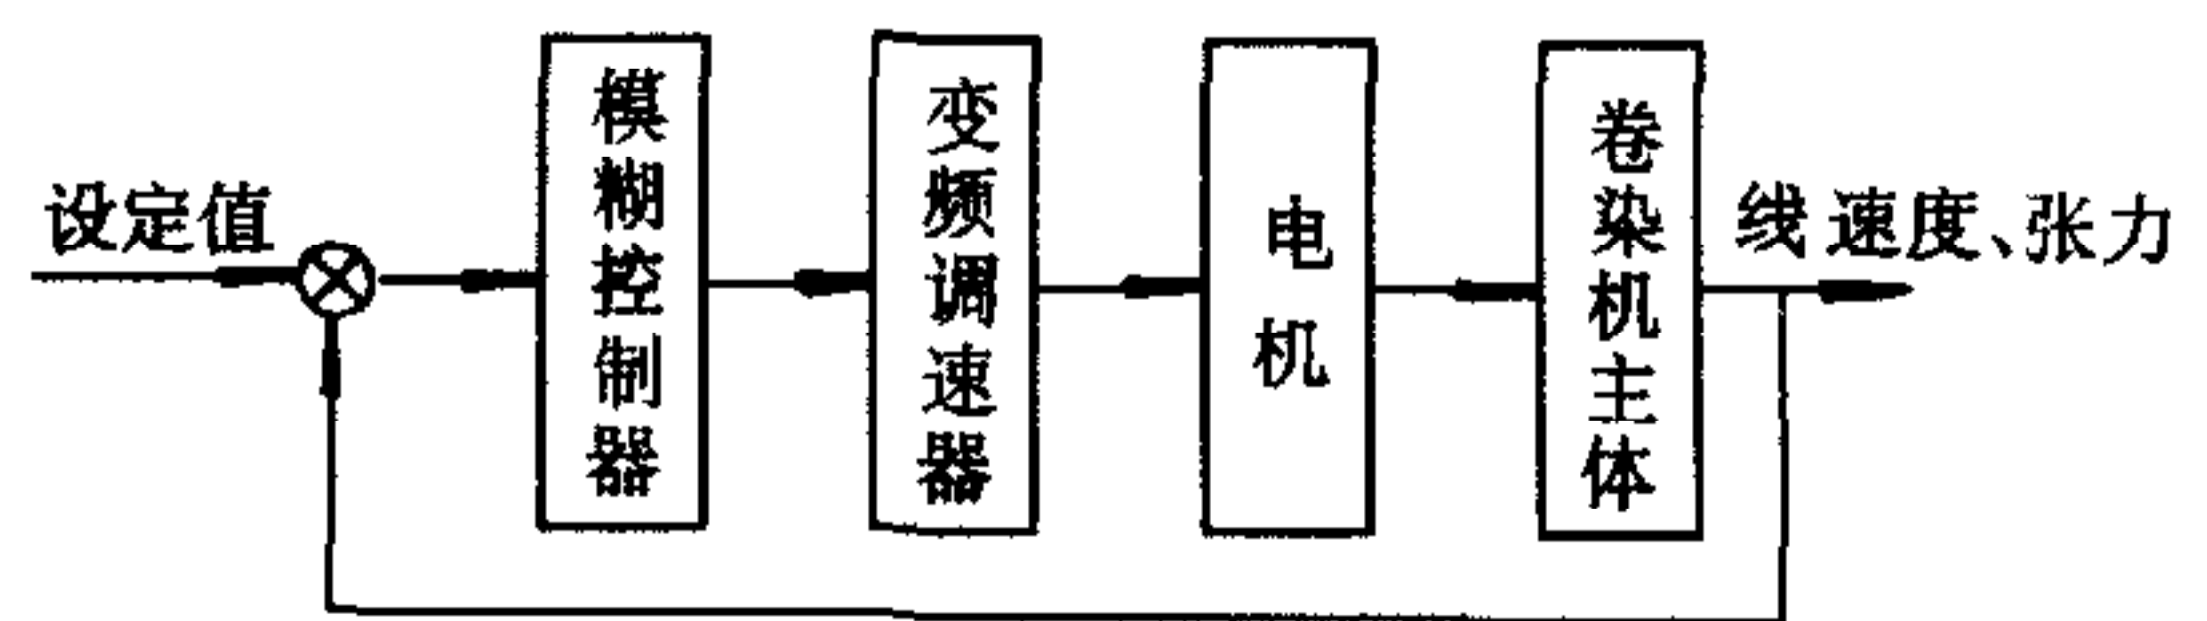 设定值
模糊控制器
变频调速器
电机
卷染机主体
线速度、张力